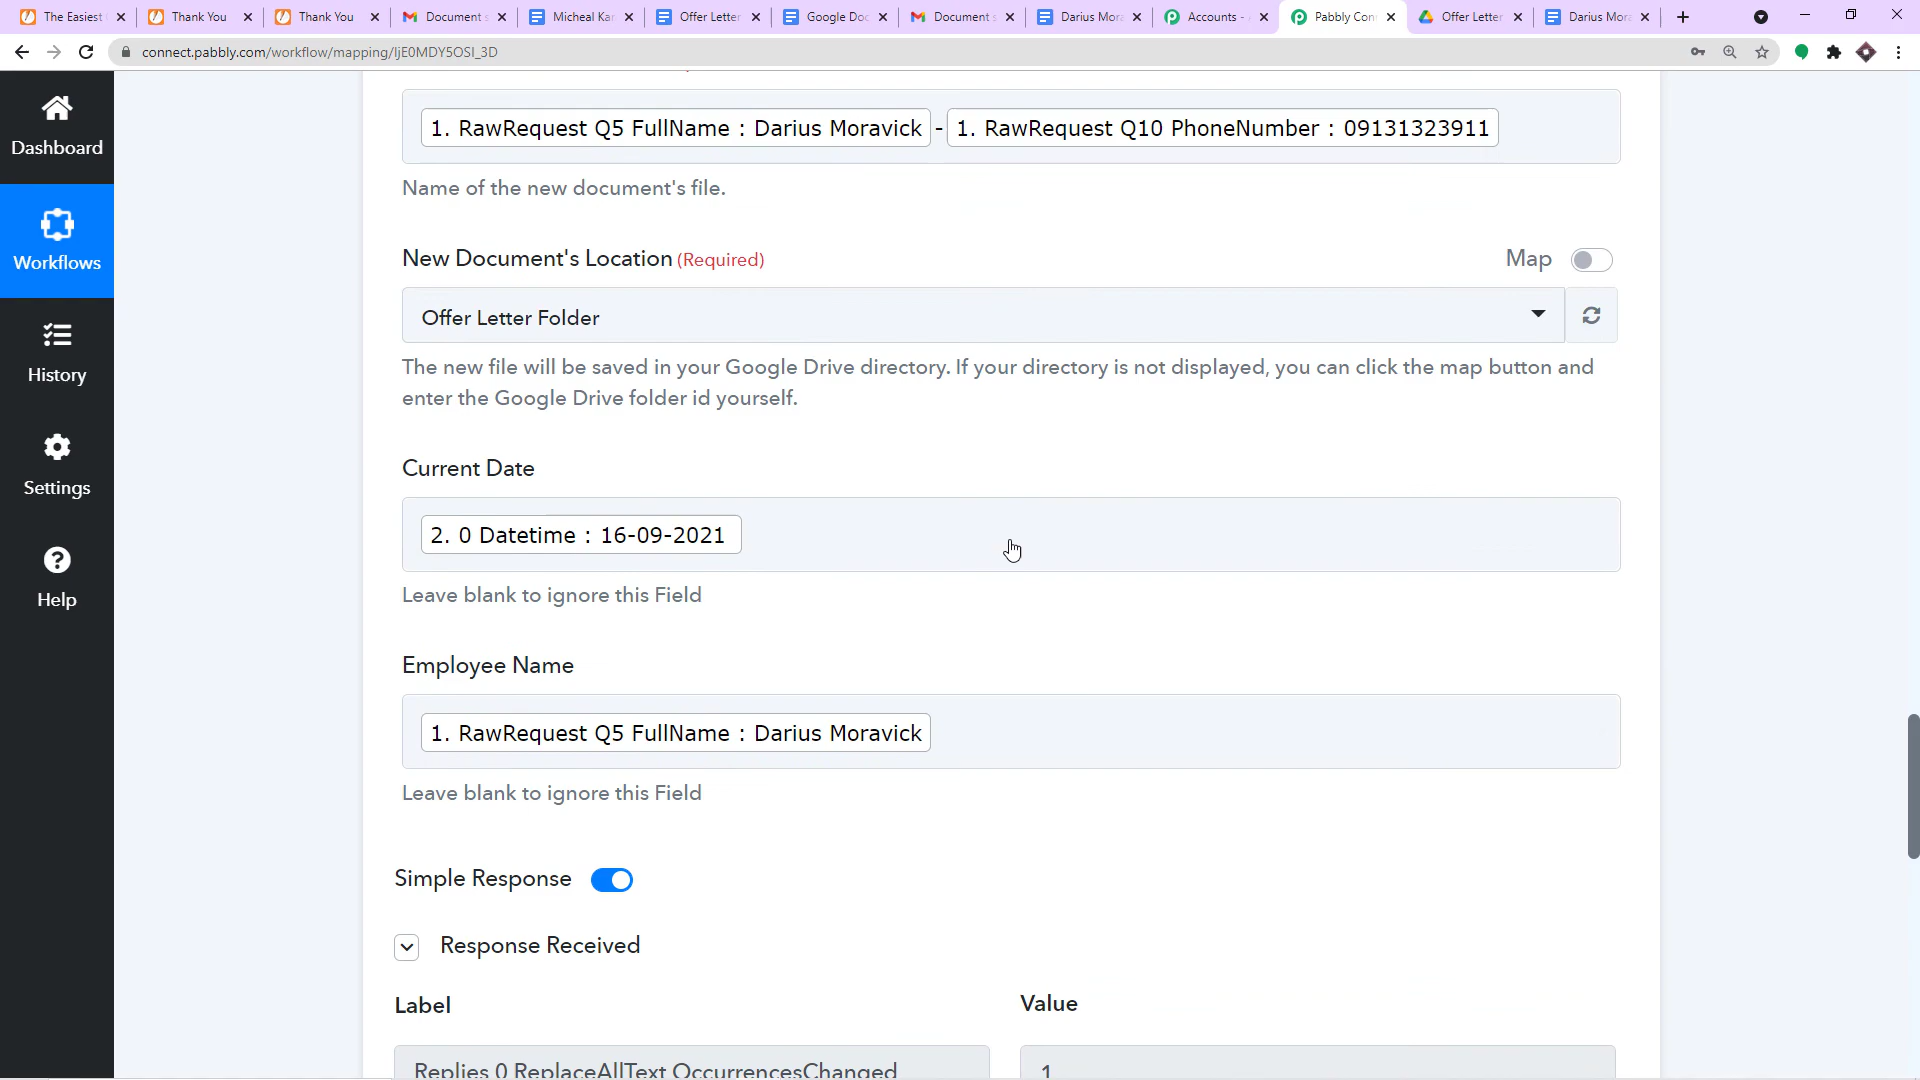 The Easiest
Thank You
Thank You
Document s
Micheal Kar
Offer Letter
Google Doc
Document s
Darius Mora
Accounts -
Pabbly Con
Offer Letter
Darius Mora
connect.pabbly.com/workflow/mapping/IjE0MDY5OSI_3D
Dashboard
Workflows
History
Settings
Help
1. RawRequest Q5 FullName : Darius Moravick - 1. RawRequest Q10 PhoneNumber : 09131323911
Name of the new document's file.
New Document's Location (Required)
Map
Offer Letter Folder
The new file will be saved in your Google Drive directory. If your directory is not displayed, you can click the map button and
enter the Google Drive folder id yourself.
Current Date
2. 0 Datetime : 16-09-2021
Leave blank to ignore this Field
Employee Name
1. RawRequest Q5 FullName : Darius Moravick
Leave blank to ignore this Field
Simple Response
Response Received
Label
Value
Replies 0 ReplaceAllText OccurrencesChanged
1